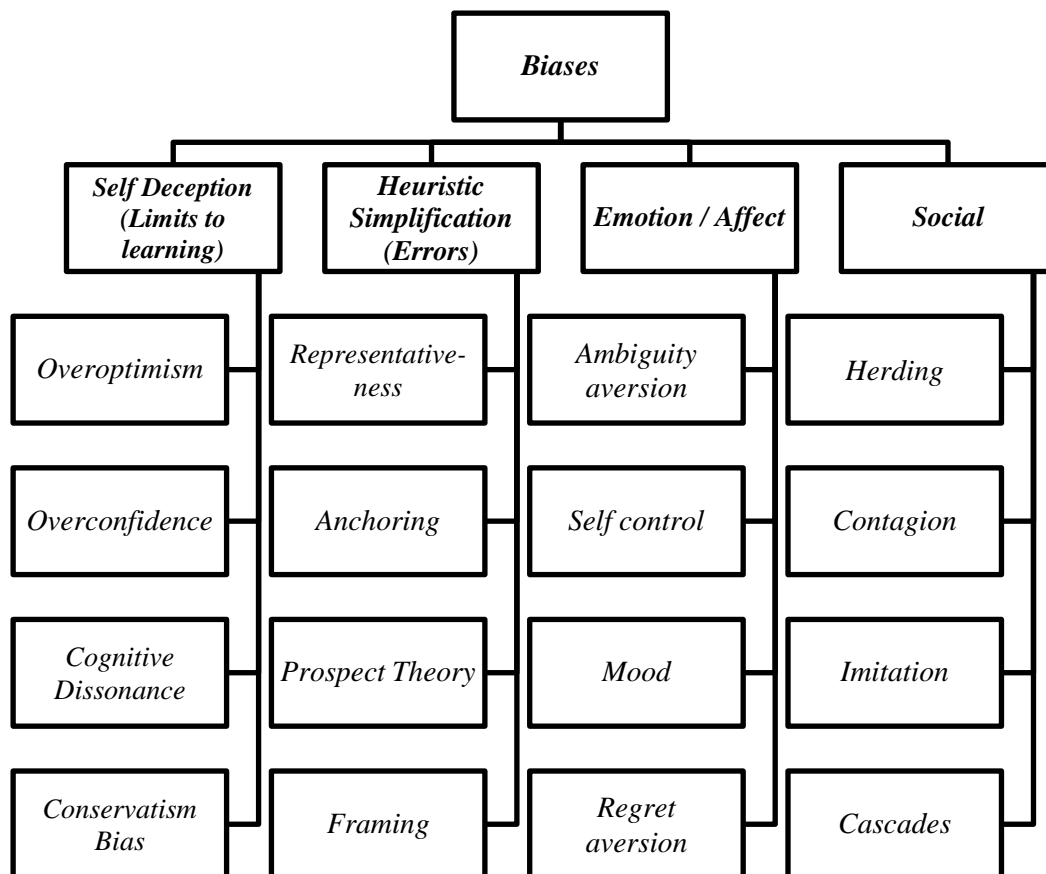 Biases
Self Deception
(Limits to
learning)
Heuristic
Simplification
(Errors)
Emotion / Affect
Social
Overoptimism
Representative-
ness
Ambiguity
aversion
Herding
Overconfidence
Anchoring
Self control
Contagion
Cognitive
Dissonance
Prospect Theory
Mood
Imitation
Conservatism
Bias
Framing
Regret
aversion
Cascades